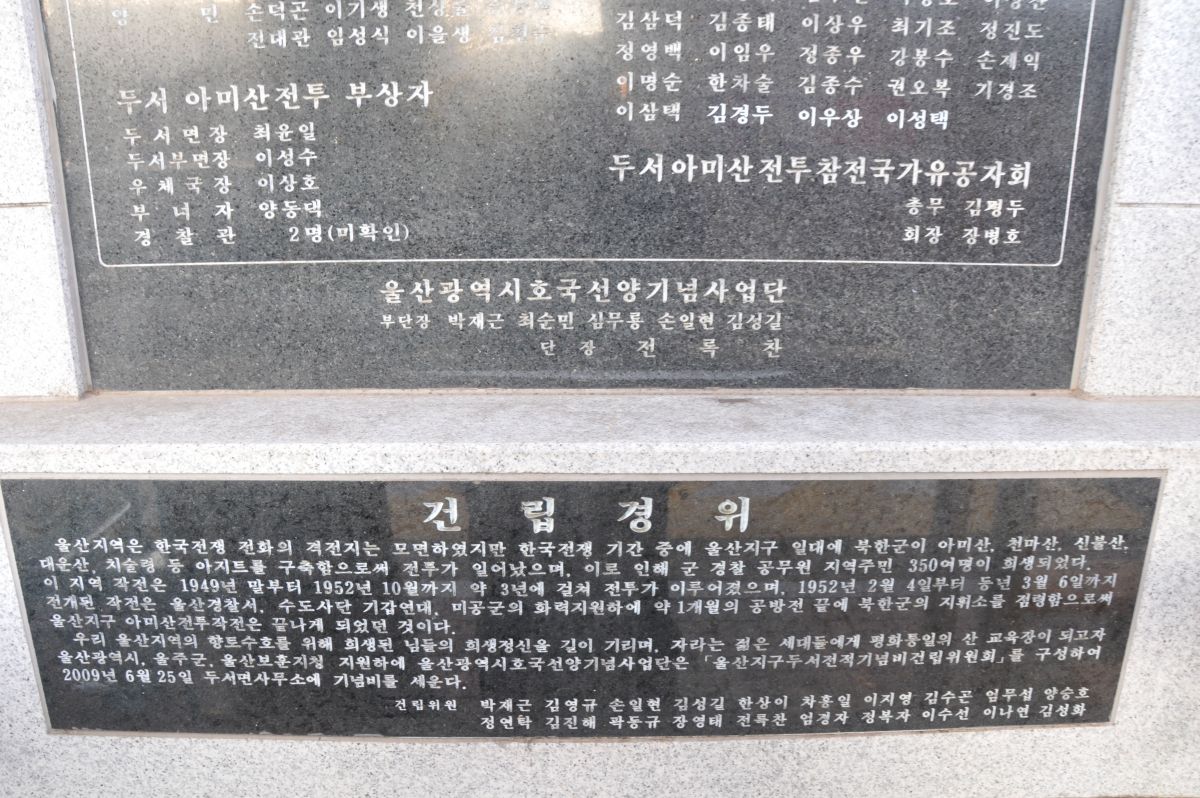 손덕곤 이기생
전대관 임성식 이을생
두서 아미산전투 부상자
두서면장 최윤일
두서부면장 이성수
우체국장 이상호
부녀자 양동댁
경찰관 2명(미확인)
김삼덕 김종태 이상우 최기조 정진도
정영백 이임우 정종우 강봉수 손제익
이명순 한차술 김종수 권오복 기경조
이삼택 김경두 이우상 이성택
두서아미산전투참전국가유공자회
총무 김평두
회장 장병호
울산광역시호국선양기념사업단
부단장 박재근 최순민 심무룡 손일현 김성길
단장 전록찬
건립경위
울산지역은 한국전쟁 전화의 격전지는 모면하였지만 한국전쟁 기간 중에 울산지구 일대에 북한군이 아미산, 천마산, 신불산,
대운산, 치술령 등 아지트를 구축함으로써 전투가 일어났으며, 이로 인해 군 경찰 공무원 지역주민 350여명이 희생되었다.
이 지역 작전은 1949년 말부터 1952년 10월까지 약 3년에 걸쳐 전투가 이루어졌으며, 1952년 2월 4일부터 동년 3월 6일까지
전개된 작전은 울산경찰서, 수도사단 기갑연대, 미공군의 화력지원하에 약 1개월의 공방전 끝에 북한군의 지휘소를 점령함으로써
울산지구 아미산전투작전은 끝나게 되었던 것이다.
우리 울산지역의 향토수호를 위해 희생된 님들의 희생정신을 길이 기리며, 자라는 젊은 세대들에게 평화통일위 산 교육장이 되고자
울산광역시, 울주군, 울산보훈지청 지원하에 울산광역시호국선양기념사업단은 「울산지구두서전적기념비건립위원회」를 구성하여
2009년 6월 25일 두서면사무소에 기념비를 세운다.
건립위원 박재근 김영규 손일현 김성길 한상이 차홍일 이지영 김수곤 엄무섭 양승호
정연탁 김진해 곽동규 장영태 전록찬 엄경자 정복자 이수선 이나연 김성화